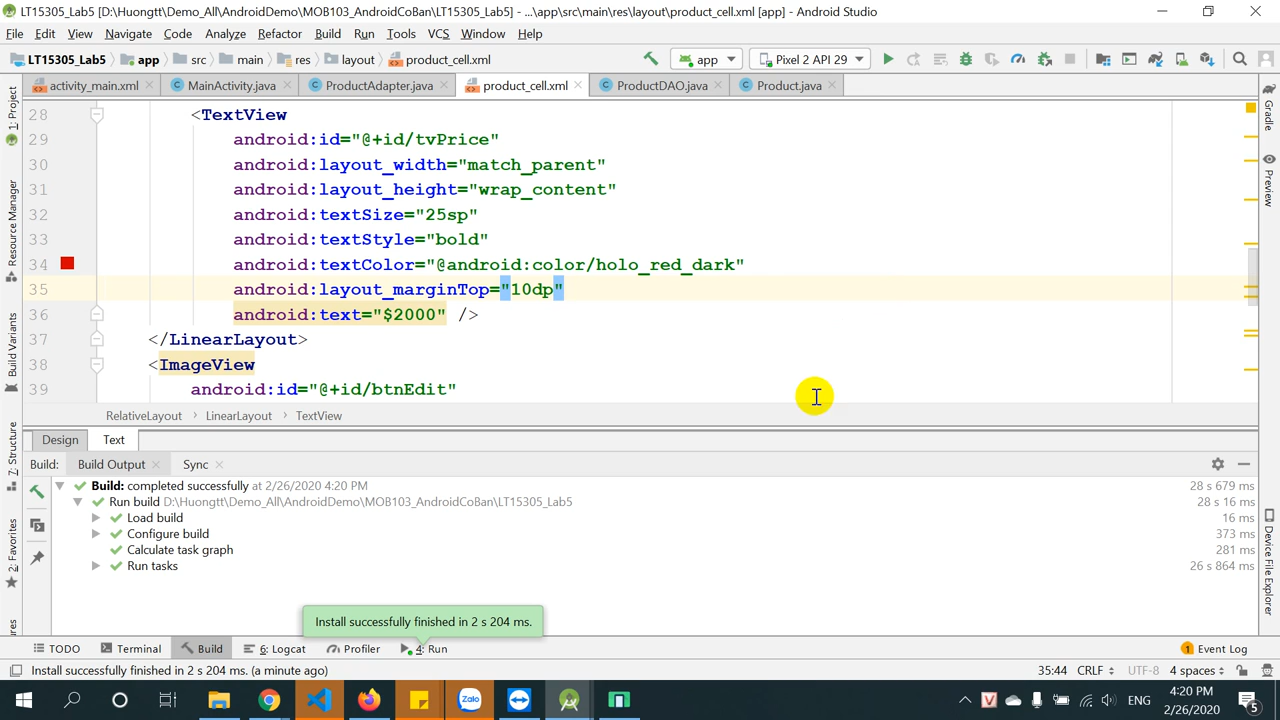 LT15305_Lab5 [D:\Huongtt\Demo_All\AndroidDemo\MOB103_AndroidCoBan\LT15305_Lab5] - ...\app\src\main\res\layout\product_cell.xml [app] - Android Studio
File Edit View Navigate Code Analyze Refactor Build Run Tools VCS Window Help
LT15305_Lab5 app src main res layout product_cell.xml app Pixel 2 API 29
activity_main.xml MainActivity.java ProductAdapter.java product_cell.xml ProductDAO.java Product.java
1: Project
Resource Manager
Build Variants
7: Structure
2: Favorites
28 <TextView
29 android:id="@+id/tvPrice"
30 android:layout_width="match_parent"
31 android:layout_height="wrap_content"
32 android:textSize="25sp"
33 android:textStyle="bold"
34 android:textColor="@android:color/holo_red_dark"
35 android:layout_marginTop="10dp"
36 android:text="$2000" />
37 </LinearLayout>
38 <ImageView
39 android:id="@+id/btnEdit"
RelativeLayout LinearLayout TextView
Gradle
Preview
Device File Explorer
Design Text
Build: Build Output Sync
Build: completed successfully at 2/26/2020 4:20 PM 28 s 679 ms
Run build D:\Huongtt\Demo_All\AndroidDemo\MOB103_AndroidCoBan\LT15305_Lab5 28 s 16 ms
Load build 16 ms
Configure build 373 ms
Calculate task graph 281 ms
Run tasks 26 s 864 ms
Install successfully finished in 2 s 204 ms.
TODO Terminal Build 6: Logcat Profiler 4: Run 1 Event Log
Install successfully finished in 2 s 204 ms. (a minute ago) 35:44 CRLF UTF-8 4 spaces
Zalo V ENG 4:20 PM
2/26/2020 5